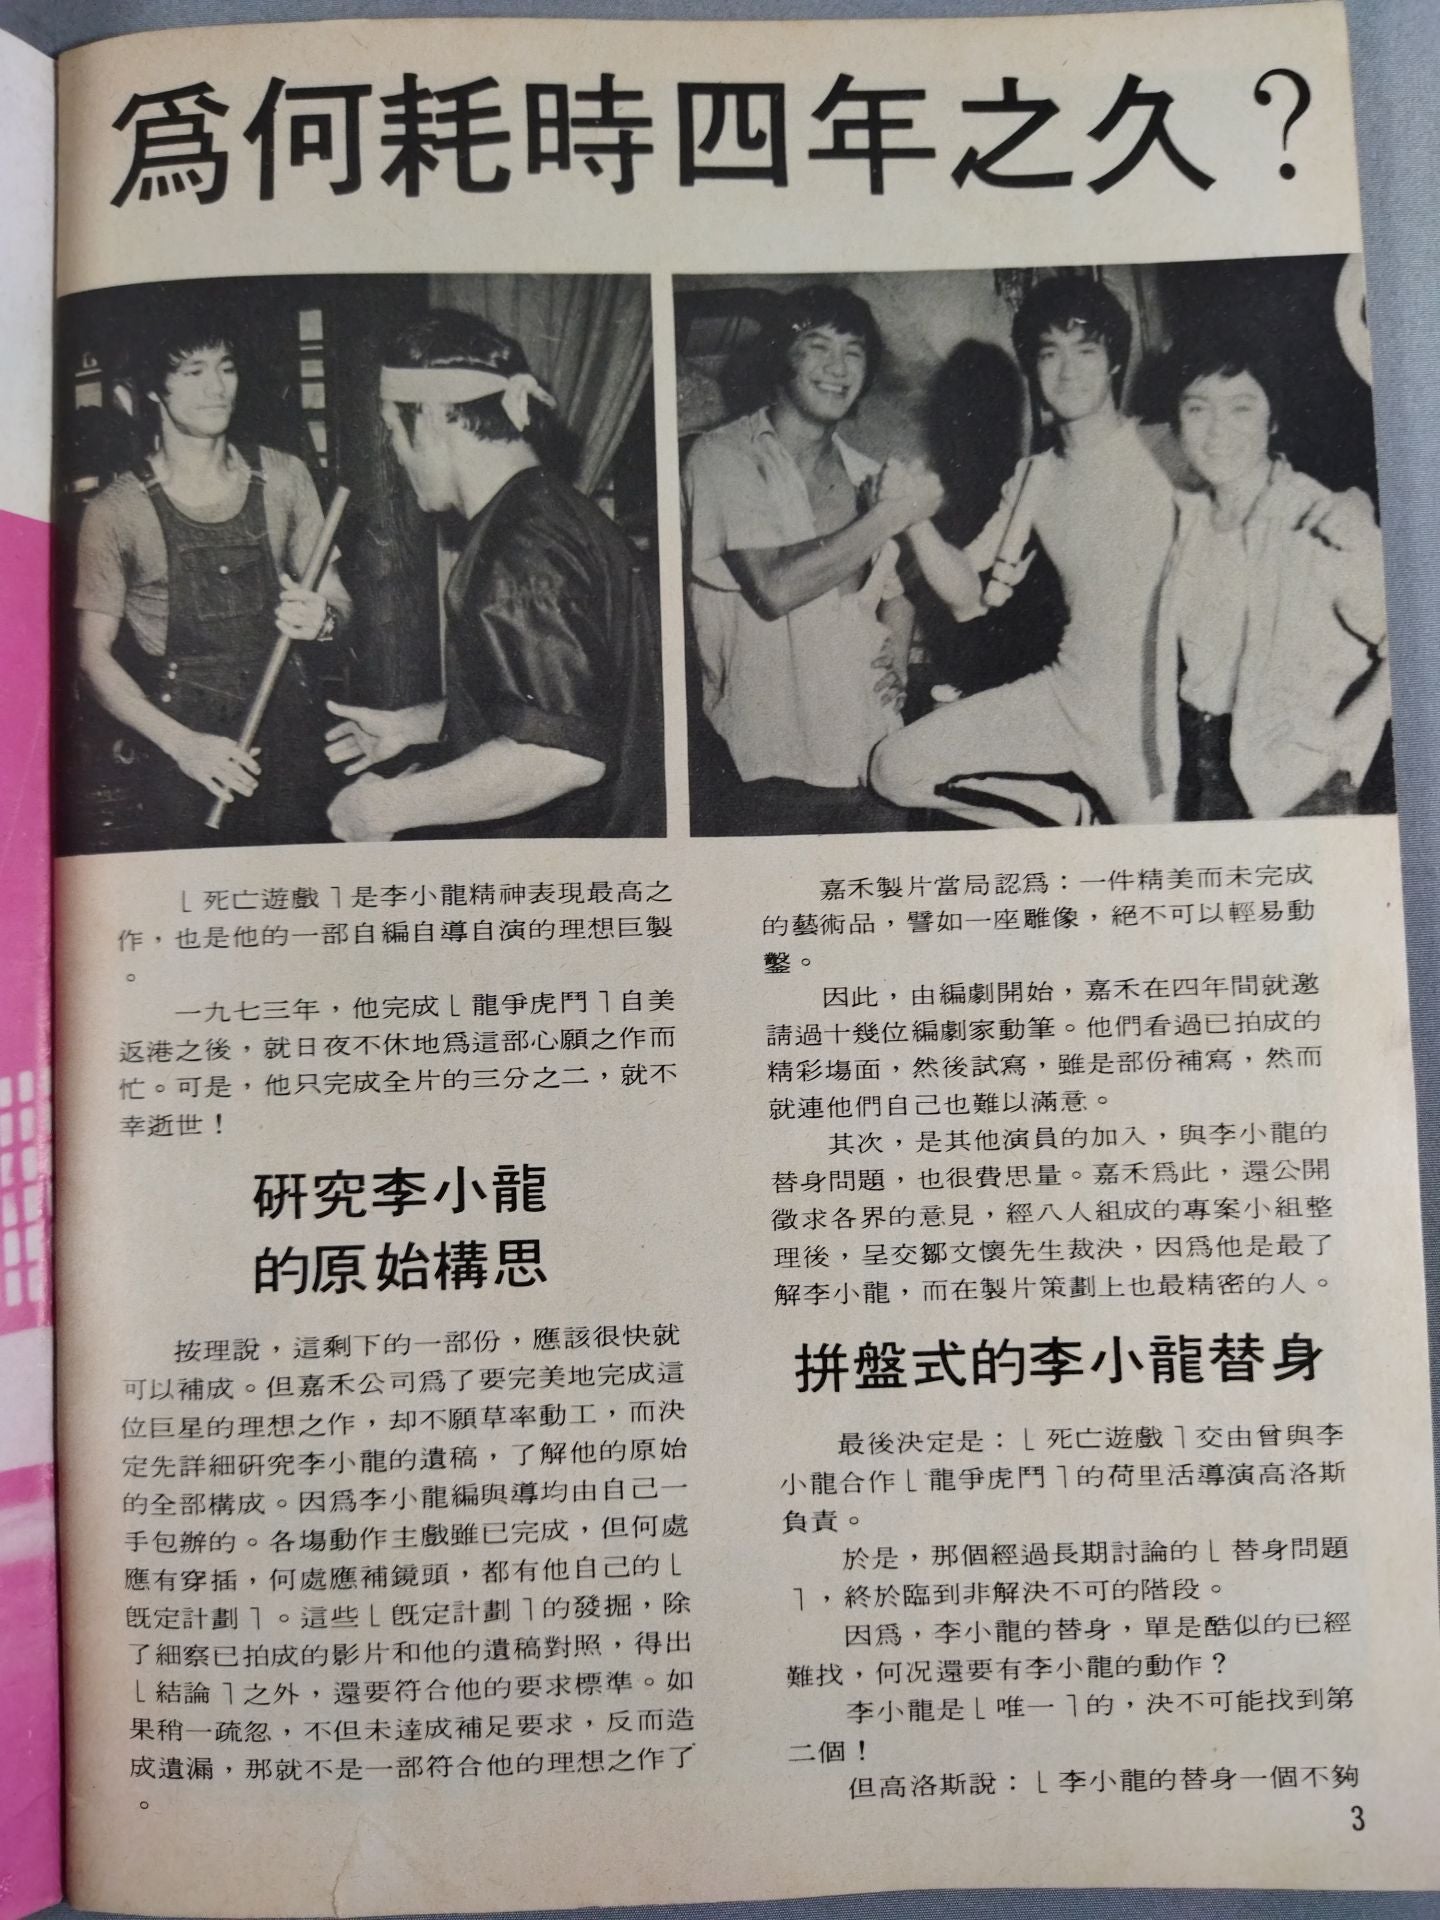 爲何耗時四年之久？
﹂死亡遊戲﹁是李小龍精神表現最高之
作，也是他的一部自編自導自演的理想巨製
。
一九七三年，他完成﹂龍爭虎鬥﹁自美
返港之後，就日夜不休地爲這部心願之作而
忙。可是，他只完成全片的三分之二，就不
幸逝世！
硏究李小龍
的原始構思
按理說，這剩下的一部份，應該很快就
可以補成。但嘉禾公司爲了要完美地完成這
位巨星的理想之作，却不願草率動工，而決
定先詳細硏究李小龍的遺稿，了解他的原始
的全部構成。因爲李小龍編與導均由自己一
手包辦的。各場動作主戲雖已完成，但何處
應有穿插，何處應補鏡頭，都有他自己的﹂
旣定計劃﹁。這些﹂旣定計劃﹁的發掘，除
了細察已拍成的影片和他的遺稿對照，得出
﹂結論﹁之外，還要符合他的要求標準。如
果稍一疏忽，不但未達成補足要求，反而造
成遺漏，那就不是一部符合他的理想之作了
。
嘉禾製片當局認爲：一件精美而未完成
的藝術品，譬如一座雕像，絕不可以輕易動
鑿。
因此，由編劇開始，嘉禾在四年間就邀
請過十幾位編劇家動筆。他們看過已拍成的
精彩場面，然後試寫，雖是部份補寫，然而
就連他們自己也難以滿意。
其次，是其他演員的加入，與李小龍的
替身問題，也很費思量。嘉禾爲此，還公開
徵求各界的意見，經八人組成的專案小組整
理後，呈交鄒文懷先生裁決，因爲他是最了
解李小龍，而在製片策劃上也最精密的人。
拼盤式的李小龍替身
最後決定是：﹂死亡遊戲﹁交由曾與李
小龍合作﹂龍爭虎鬥﹁的荷里活導演高洛斯
負責。
於是，那個經過長期討論的﹂替身問題
﹁，終於臨到非解決不可的階段。
因爲，李小龍的替身，單是酷似的已經
難找，何况還要有李小龍的動作？
李小龍是﹂唯一﹁的，決不可能找到第
二個！
但高洛斯說：﹂李小龍的替身一個不夠
3